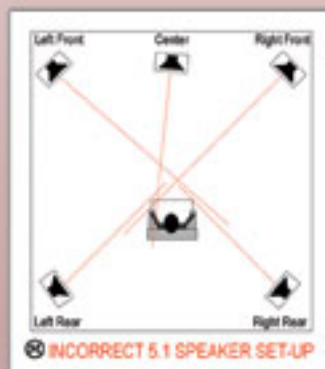 Left Front Center Right Front
Left Rear Right Rear
INCORRECT 5.1 SPEAKER SET-UP